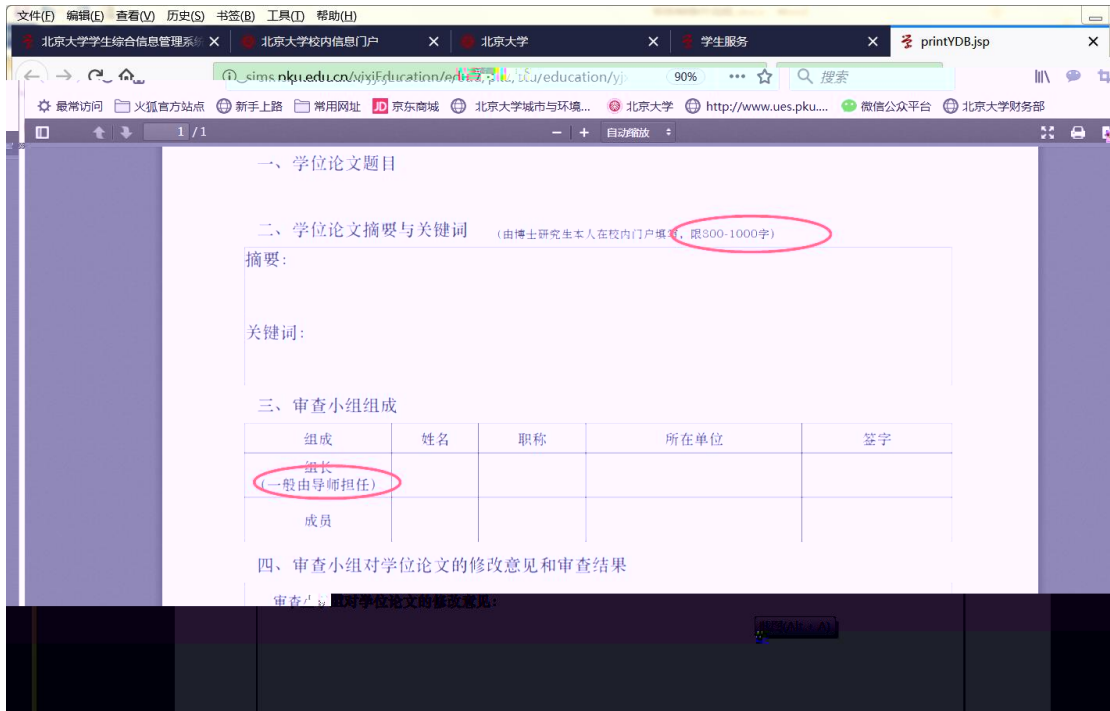 文件(F) 编辑(E) 查看(V) 历史(S) 书签(B) 工具(T) 帮助(H)
北京大学学生综合信息管理系统 北京大学校内信息门户 北京大学 学生服务 printYDB.jsp
sims.pku.edu.cn/yixiEducation/ 90% 搜索
最常访问 火狐官方站点 新手上路 常用网址 JD 京东商城 北京大学城市与环境... 北京大学 http://www.ues.pku.... 微信公众平台 北京大学财务部
1 / 1 自动缩放
一、学位论文题目
二、学位论文摘要与关键词 (由博士研究生本人在校内门户填写，限800-1000字)
摘要:
关键词:
三、审查小组组成
组成 姓名 职称 所在单位 签字
组长
(一般由导师担任)
成员
四、审查小组对学位论文的修改意见和审查结果
审查小组对学位论文的修改意见: